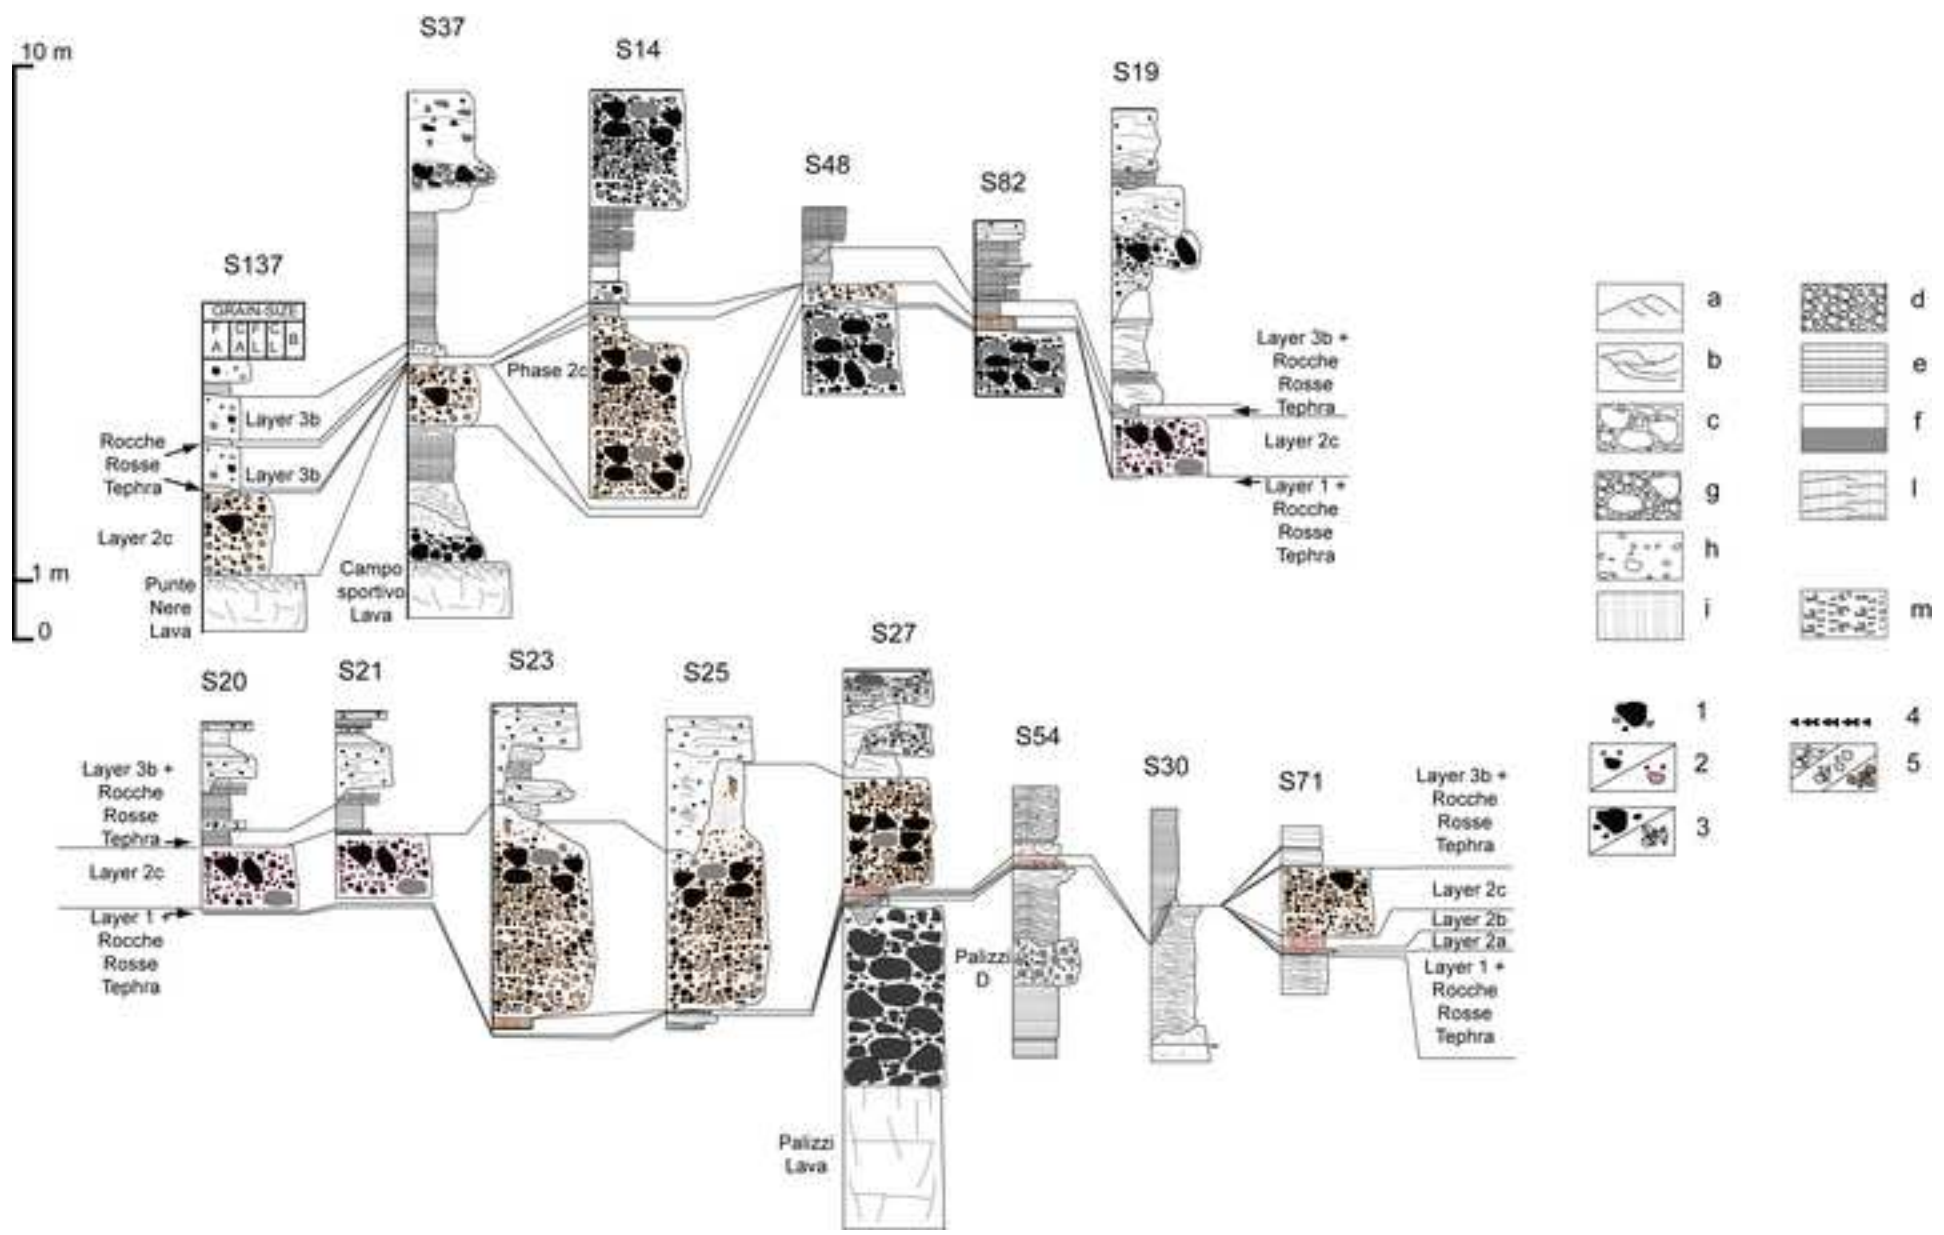 S37
10 m
S14
S19
S48
S82
S137
GRAIN-SIZE
F C F C B
A A L L
Phase 2c
Layer 3b
Rocche
Rosse
Tephra
Layer 3b
Layer 2c
Layer 3b +
Rocche
Rosse
Tephra
Layer 2c
Layer 1 +
Rocche
Rosse
Tephra
1 m
Punte
Nere
Lava
Campo
sportivo
Lava
0
S20
S21
S23
S25
S27
S54
S30
S71
Layer 3b +
Rocche
Rosse
Tephra
Layer 2c
Layer 1 +
Rocche
Rosse
Tephra
Palizzi
D
Palizzi
Lava
Layer 3b +
Rocche
Rosse
Tephra
Layer 2c
Layer 2b
Layer 2a
Layer 1 +
Rocche
Rosse
Tephra
a
d
b
e
c
f
g
l
h
i
m
1
4
2
5
3